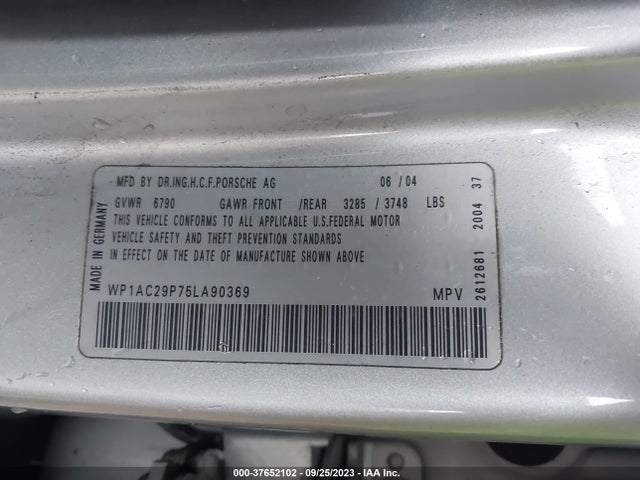 MFD BY DR.ING.H.C.F.PORSCHE AG 06 / 04
GVWR 6790 GAWR FRONT /REAR 3285 / 3748 LBS
THIS VEHICLE CONFORMS TO ALL APPLICABLE U.S.FEDERAL MOTOR
VEHICLE SAFETY AND THEFT PREVENTION STANDARDS
IN EFFECT ON THE DATE OF MANUFACTURE SHOWN ABOVE
WP1AC29P75LA90369 MPV
MADE IN GERMANY
2612681 2004 37
000-37652102 - 09/25/2023 - IAA Inc.